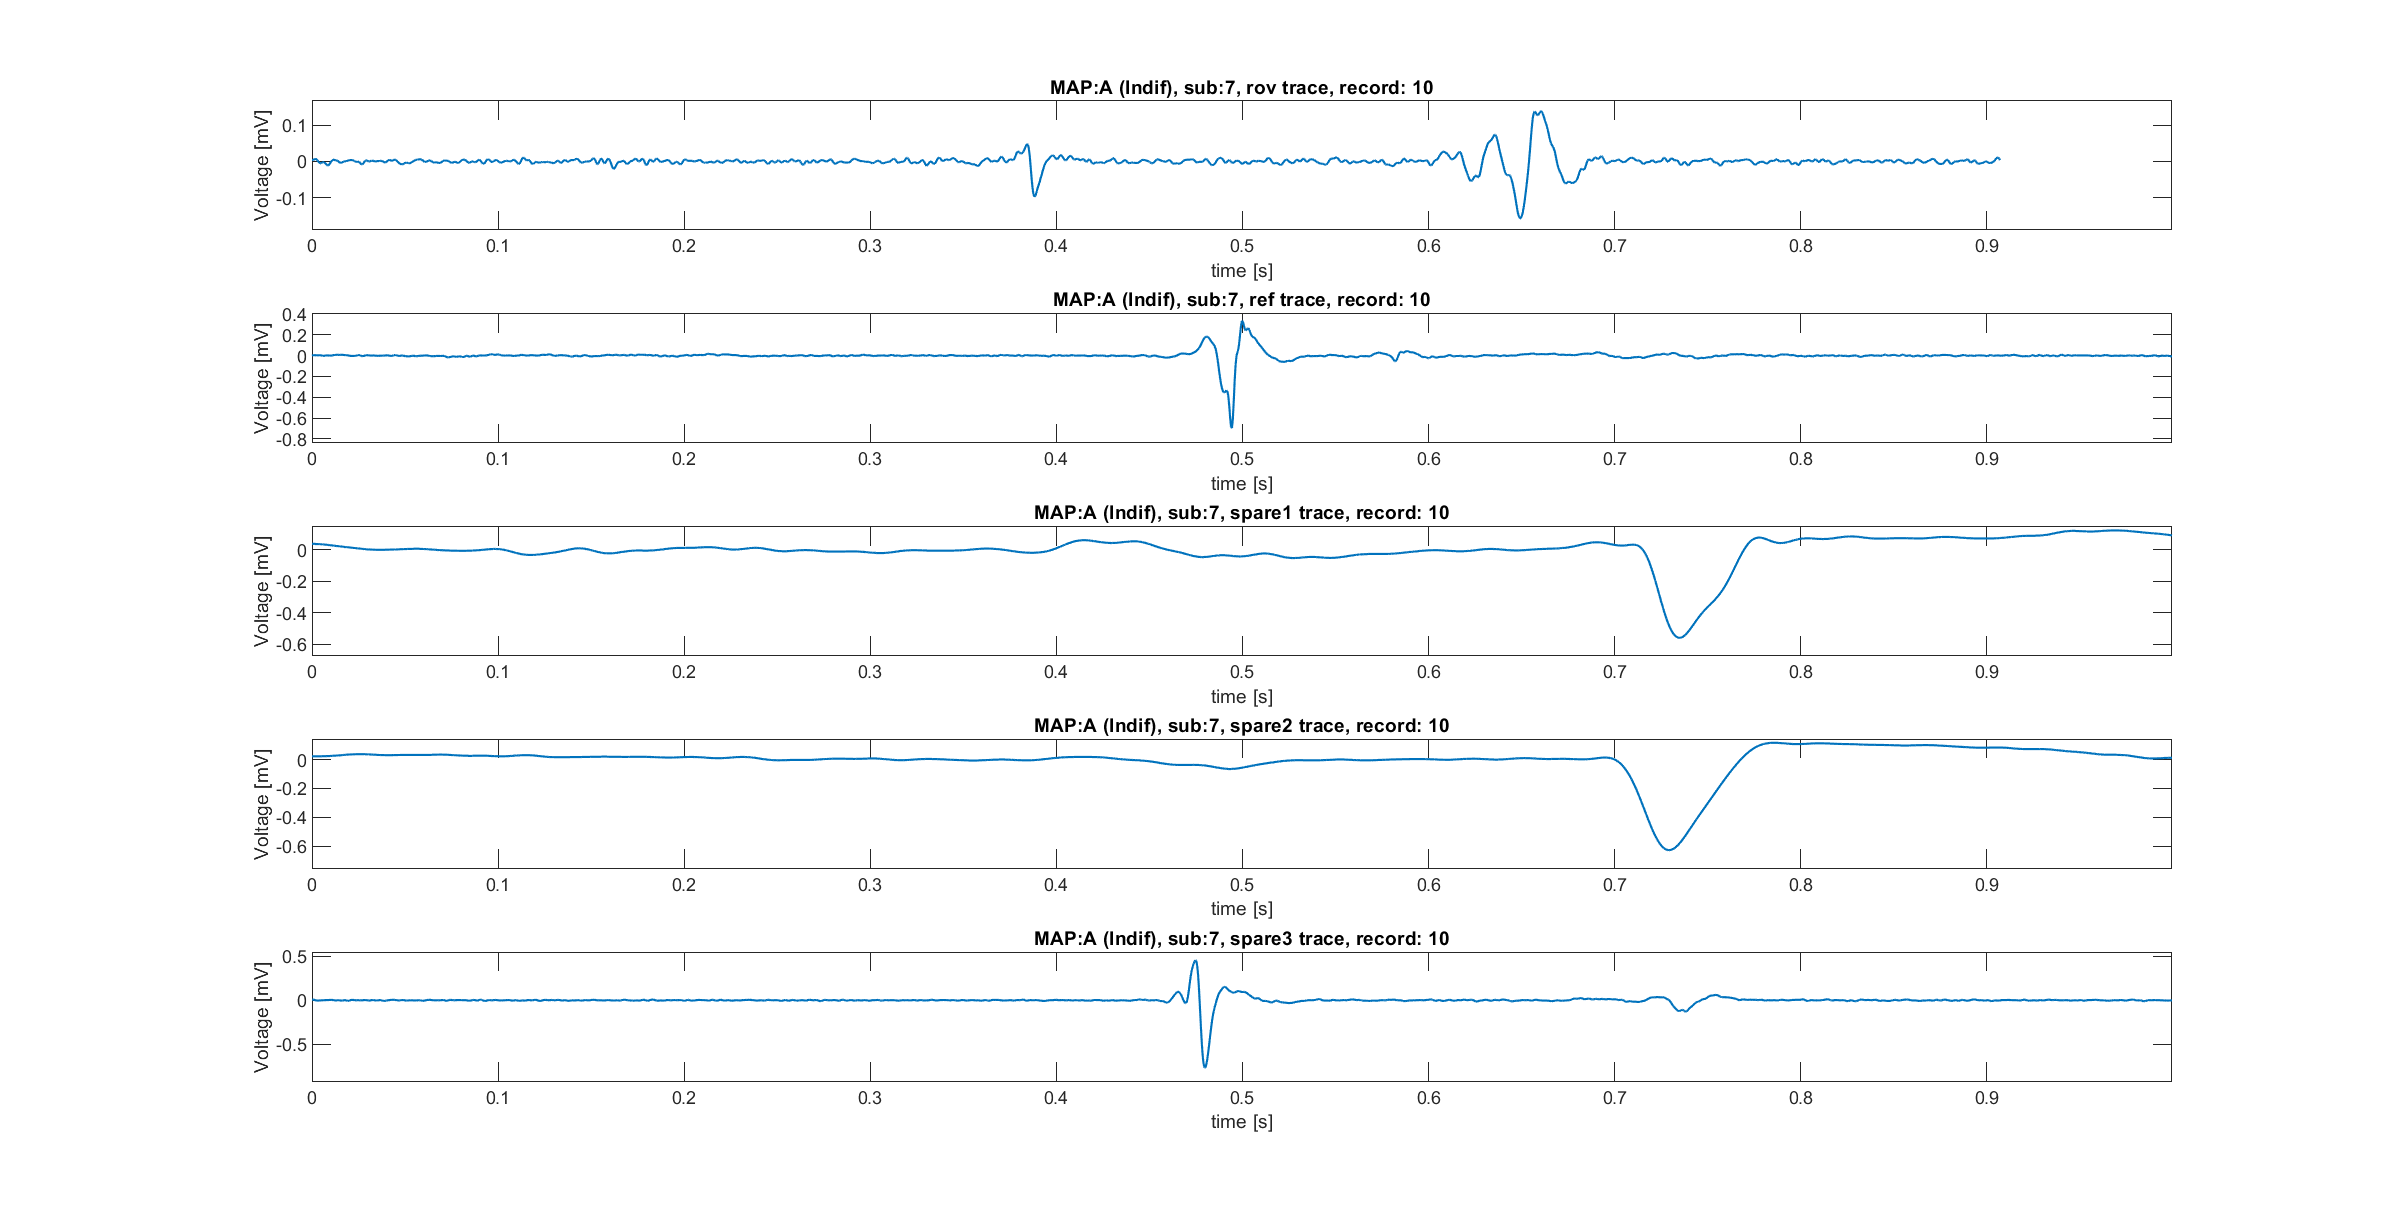 MAP:A (Indif), sub:7, rov trace, record: 10
Voltage [mV]
0.1
0
-0.1
0 0.1 0.2 0.3 0.4 0.5 0.6 0.7 0.8 0.9
time [s]
MAP:A (Indif), sub:7, ref trace, record: 10
Voltage [mV]
0.4
0.2
0
-0.2
-0.4
-0.6
-0.8
0 0.1 0.2 0.3 0.4 0.5 0.6 0.7 0.8 0.9
time [s]
MAP:A (Indif), sub:7, spare1 trace, record: 10
Voltage [mV]
0
-0.2
-0.4
-0.6
0 0.1 0.2 0.3 0.4 0.5 0.6 0.7 0.8 0.9
time [s]
MAP:A (Indif), sub:7, spare2 trace, record: 10
Voltage [mV]
0
-0.2
-0.4
-0.6
0 0.1 0.2 0.3 0.4 0.5 0.6 0.7 0.8 0.9
time [s]
MAP:A (Indif), sub:7, spare3 trace, record: 10
Voltage [mV]
0.5
0
-0.5
0 0.1 0.2 0.3 0.4 0.5 0.6 0.7 0.8 0.9
time [s]